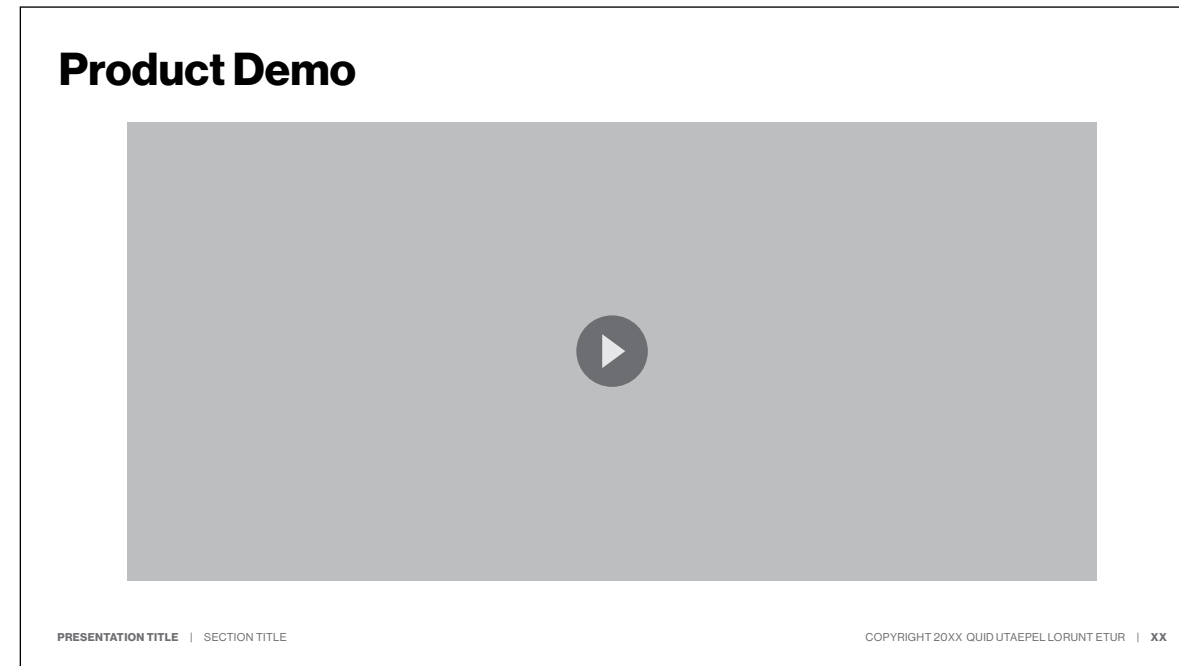 Product Demo
PRESENTATION TITLE | SECTION TITLE
COPYRIGHT 20XX QUID UTAEPEL LORUNT ETUR | XX